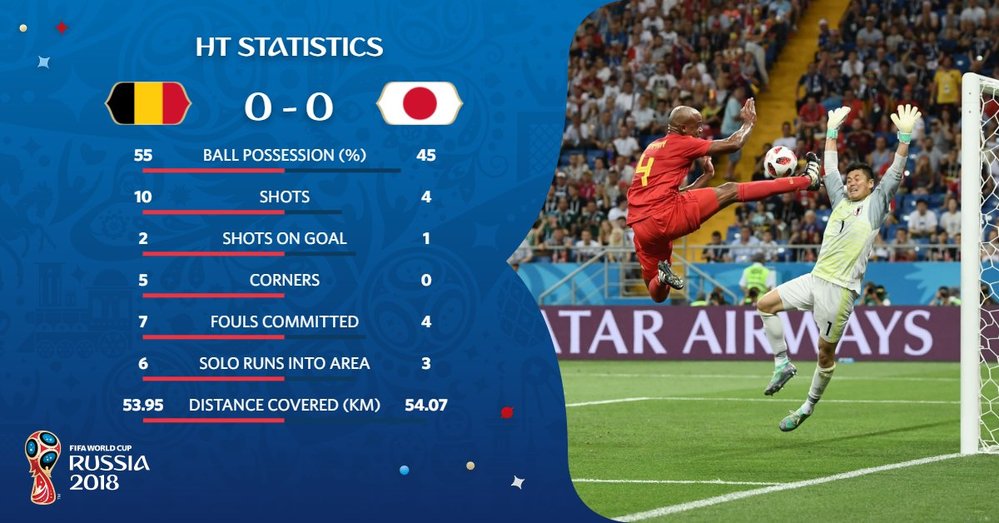 HT STATISTICS
0 - 0
55 BALL POSSESSION (%) 45
10 SHOTS 4
2 SHOTS ON GOAL 1
5 CORNERS 0
7 FOULS COMMITTED 4
6 SOLO RUNS INTO AREA 3
53.95 DISTANCE COVERED (KM) 54.07
FIFA WORLD CUP
RUSSIA
2018
4
1
ATAR AIRWAYS